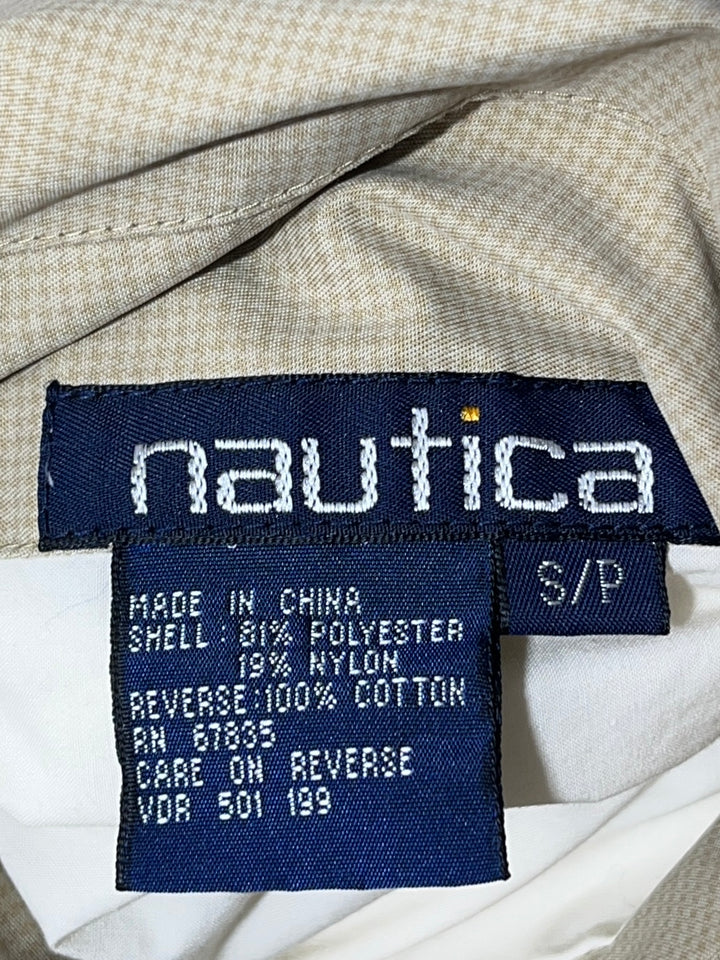 nautica
S/P
MADE IN CHINA
SHELL: 81% POLYESTER
19% NYLON
REVERSE:100% COTTON
RN 67835
CARE ON REVERSE
VDR 501 199